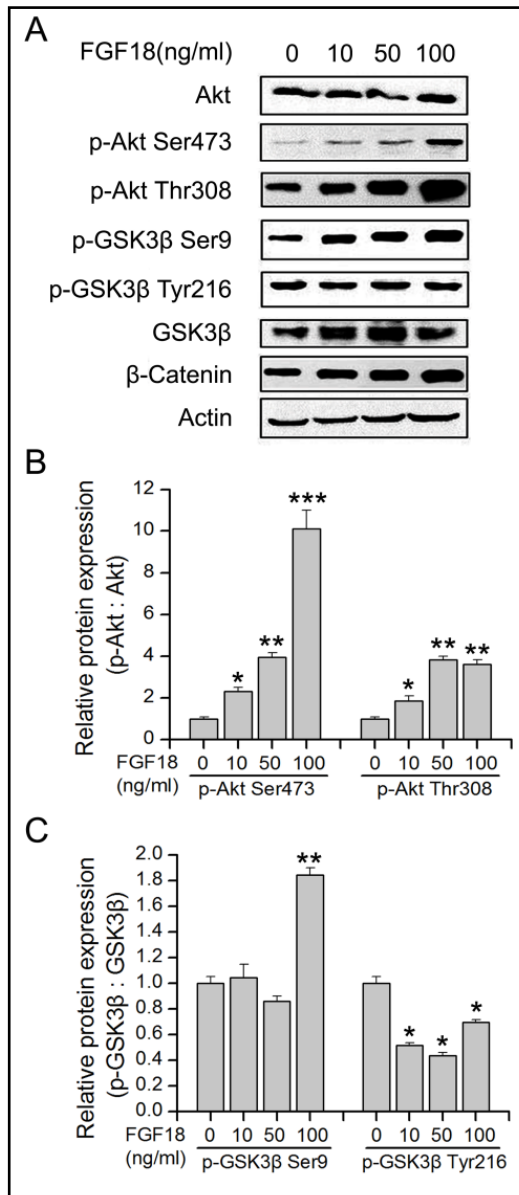 A
FGF18(ng/ml) 0 10 50 100
Akt
p-Akt Ser473
p-Akt Thr308
p-GSK3β Ser9
p-GSK3β Tyr216
GSK3β
β-Catenin
Actin
B
Relative protein expression
(p-Akt : Akt)
12
10
8
6
4
2
0
* ** *** * ** **
FGF18 0 10 50 100 0 10 50 100
(ng/ml) p-Akt Ser473 p-Akt Thr308
C
Relative protein expression
(p-GSK3β : GSK3β)
2.0
1.8
1.6
1.4
1.2
1.0
0.8
0.6
0.4
0.2
0.0
** * * *
FGF18 0 10 50 100 0 10 50 100
(ng/ml) p-GSK3β Ser9 p-GSK3β Tyr216